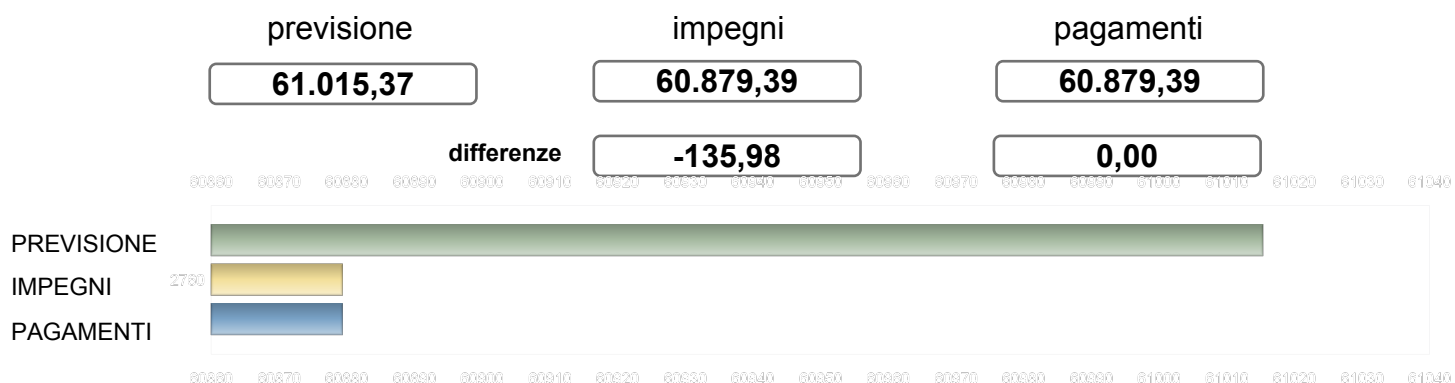 previsione impegni pagamenti
61.015,37 60.879,39 60.879,39
differenze -135,98 0,00
60860 60870 60880 60890 60900 60910 60920 60930 60940 60950 60960 60970 60980 60990 61000 61010 61020 61030 61040
PREVISIONE
2760
IMPEGNI
PAGAMENTI
60860 60870 60880 60890 60900 60910 60920 60930 60940 60950 60960 60970 60980 60990 61000 61010 61020 61030 61040